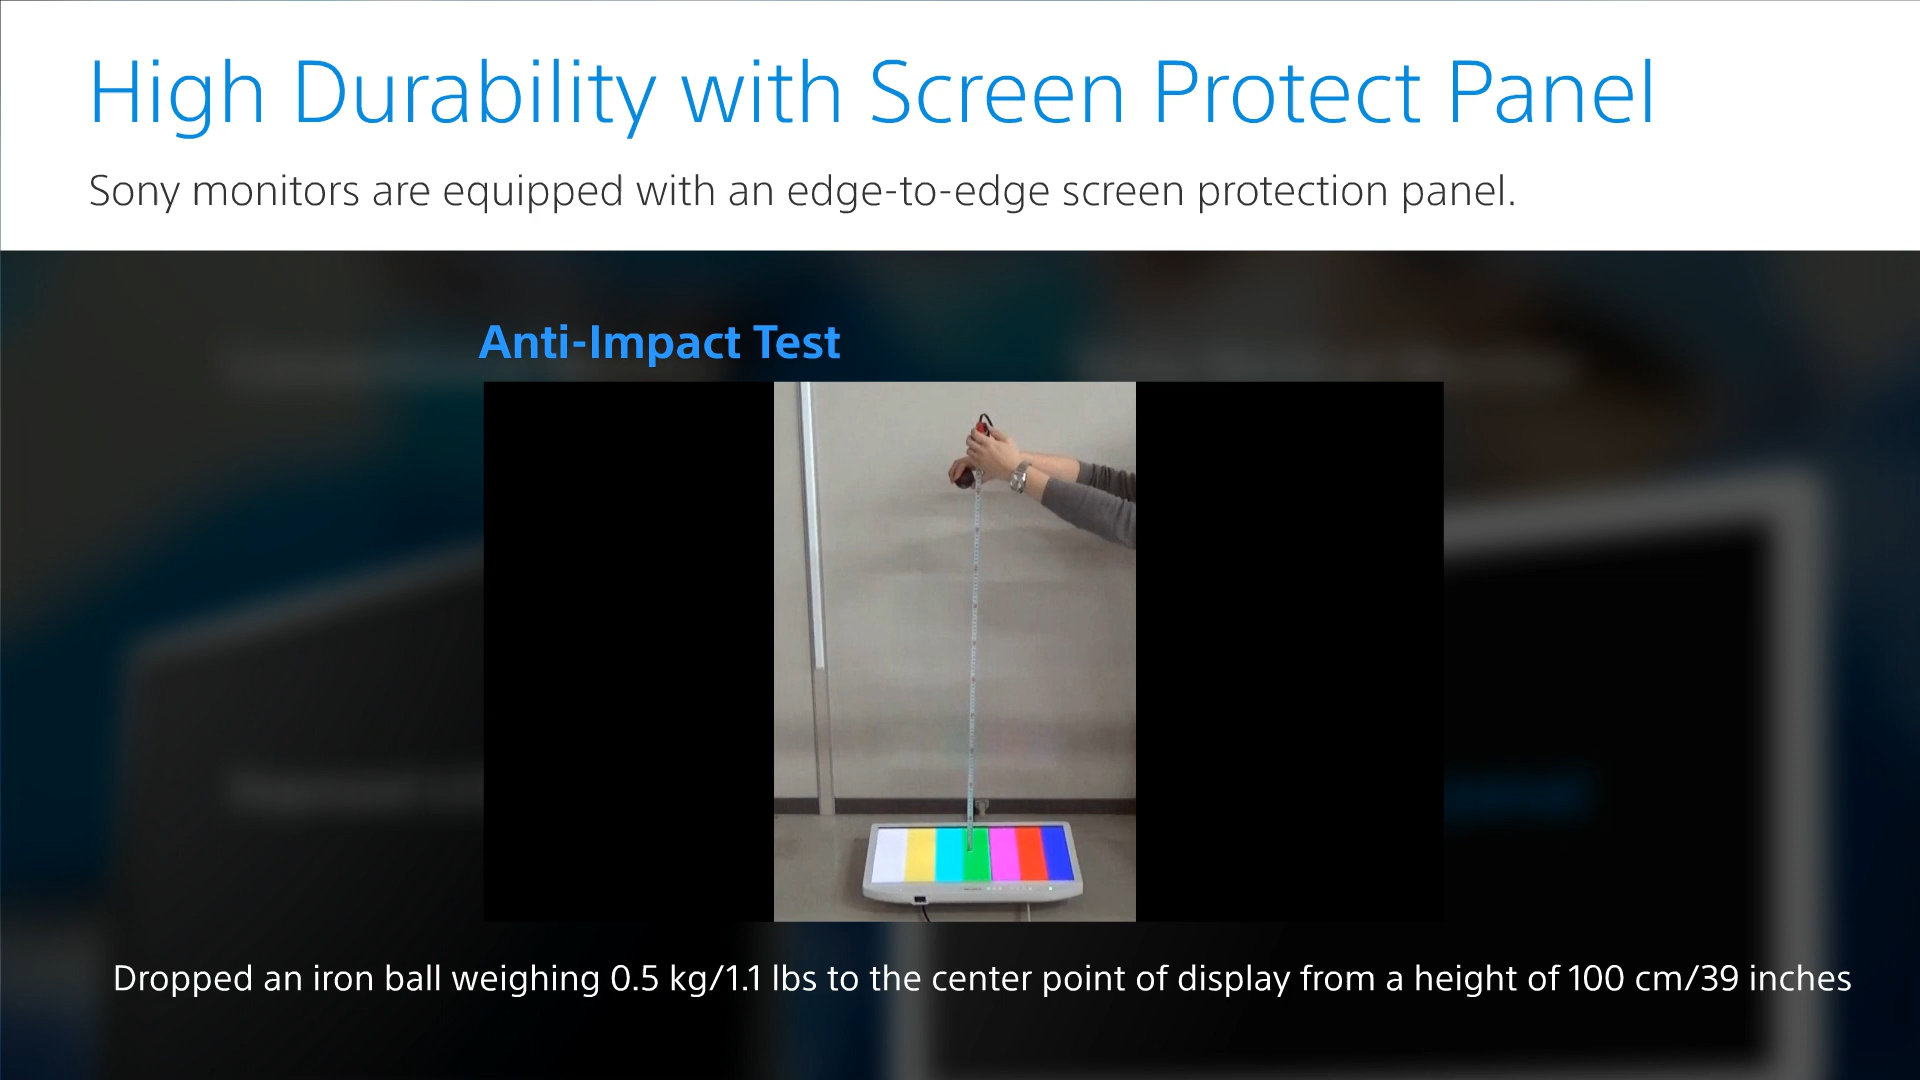 High Durability with Screen Protect Panel
Sony monitors are equipped with an edge-to-edge screen protection panel.
Anti-Impact Test
Dropped an iron ball weighing 0.5 kg/1.1 lbs to the center point of display from a height of 100 cm/39 inches